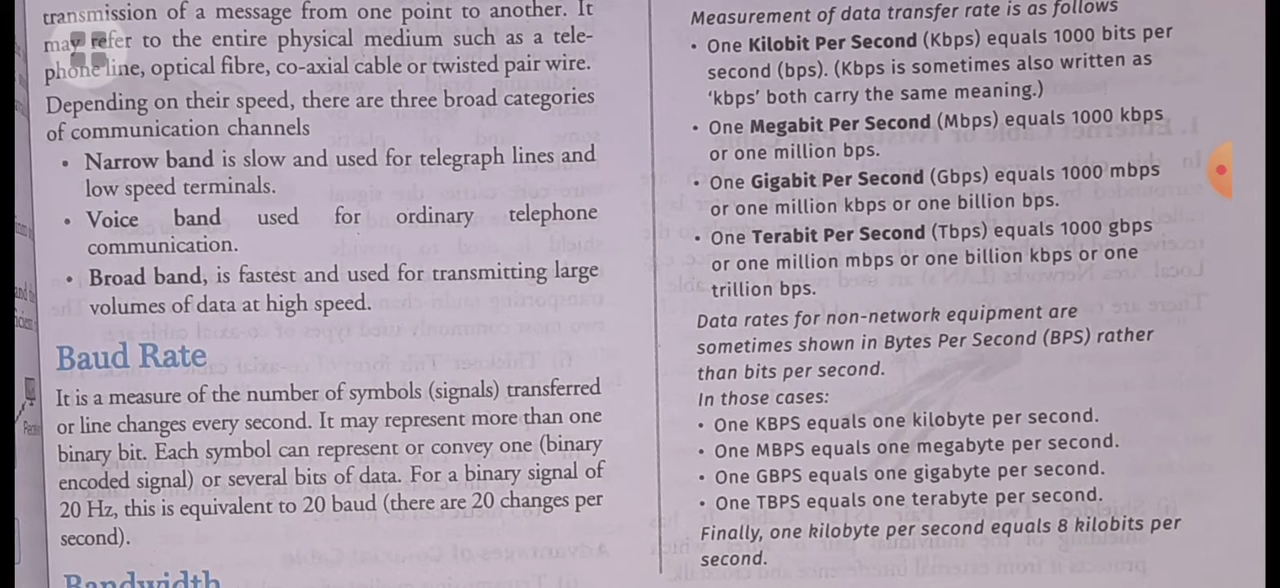 transmission of a message from one point to another. It
may refer to the entire physical medium such as a tele-
phone line, optical fibre, co-axial cable or twisted pair wire.
Depending on their speed, there are three broad categories
of communication channels
• Narrow band is slow and used for telegraph lines and
low speed terminals.
• Voice band used for ordinary telephone
communication.
• Broad band, is fastest and used for transmitting large
volumes of data at high speed.
Baud Rate
It is a measure of the number of symbols (signals) transferred
or line changes every second. It may represent more than one
binary bit. Each symbol can represent or convey one (binary
encoded signal) or several bits of data. For a binary signal of
20 Hz, this is equivalent to 20 baud (there are 20 changes per
second).
Bandwidth
Measurement of data transfer rate is as follows
• One Kilobit Per Second (Kbps) equals 1000 bits per
second (bps). (Kbps is sometimes also written as
‘kbps’ both carry the same meaning.)
• One Megabit Per Second (Mbps) equals 1000 kbps
or one million bps.
• One Gigabit Per Second (Gbps) equals 1000 mbps
or one million kbps or one billion bps.
• One Terabit Per Second (Tbps) equals 1000 gbps
or one million mbps or one billion kbps or one
trillion bps.
Data rates for non-network equipment are
sometimes shown in Bytes Per Second (BPS) rather
than bits per second.
In those cases:
• One KBPS equals one kilobyte per second.
• One MBPS equals one megabyte per second.
• One GBPS equals one gigabyte per second.
• One TBPS equals one terabyte per second.
Finally, one kilobyte per second equals 8 kilobits per
second.